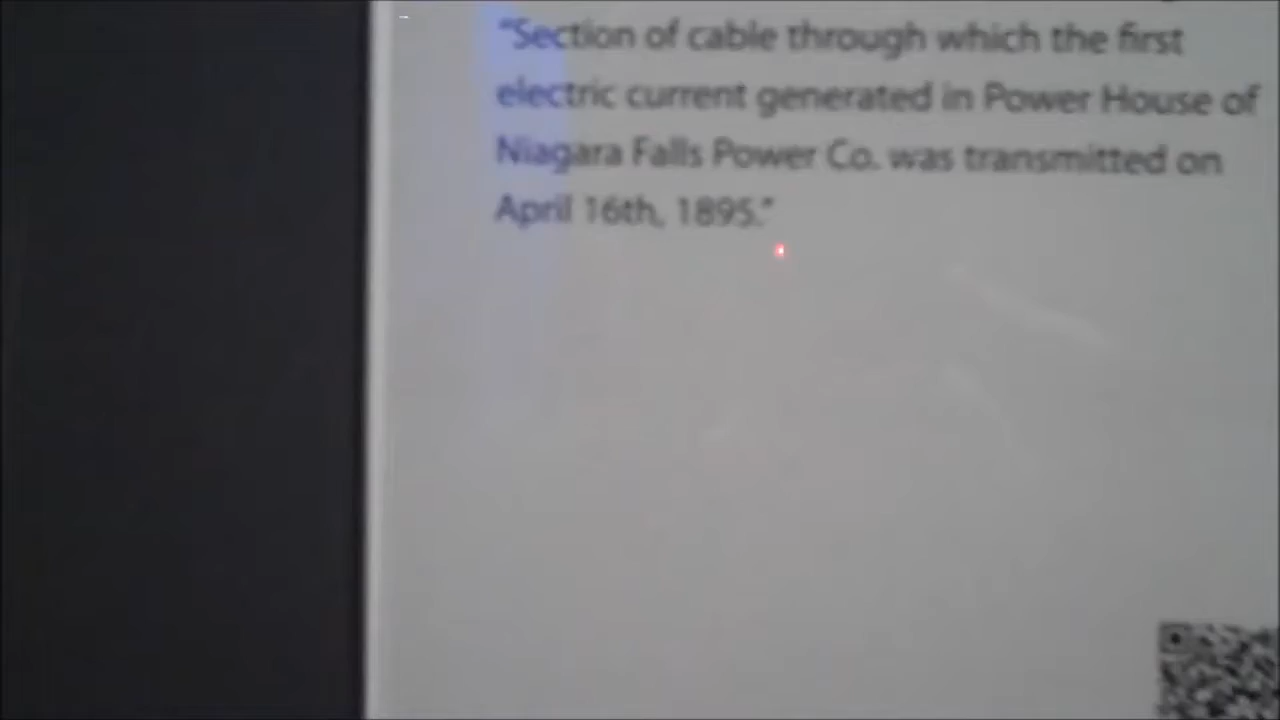 "Section of cable through which the first
electric current generated in Power House of
Niagara Falls Power Co. was transmitted on
April 16th, 1895."